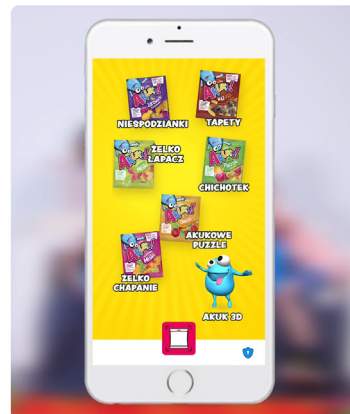 NIESPODZIANKI
TAPETY
ŻELKO
ŁAPACZ
CHICHOTEK
AKUKOWE
PUZZLE
ŻELKO
CHAPANIE
AKUK 3D